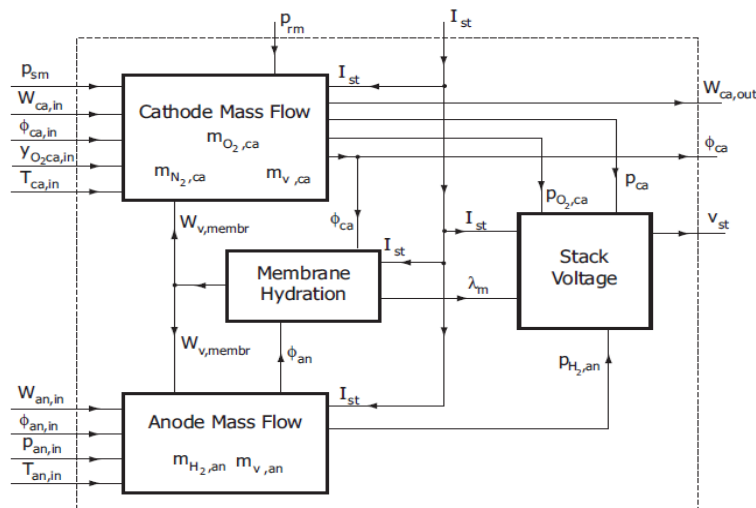 p_rm
I_st
p_sm
W_ca,in
ϕ_ca,in
y_O₂ca,in
T_ca,in
I_st
Cathode Mass Flow
m_O₂,ca
m_N₂,ca m_v,ca
W_ca,out
ϕ_ca
p_ca
p_O₂,ca
W_v,membr
ϕ_ca
I_st
I_st
v_st
Membrane
Hydration
λ_m
Stack
Voltage
W_v,membr
ϕ_an
p_H₂,an
W_an,in
ϕ_an,in
p_an,in
T_an,in
I_st
Anode Mass Flow
m_H₂,an m_v,an